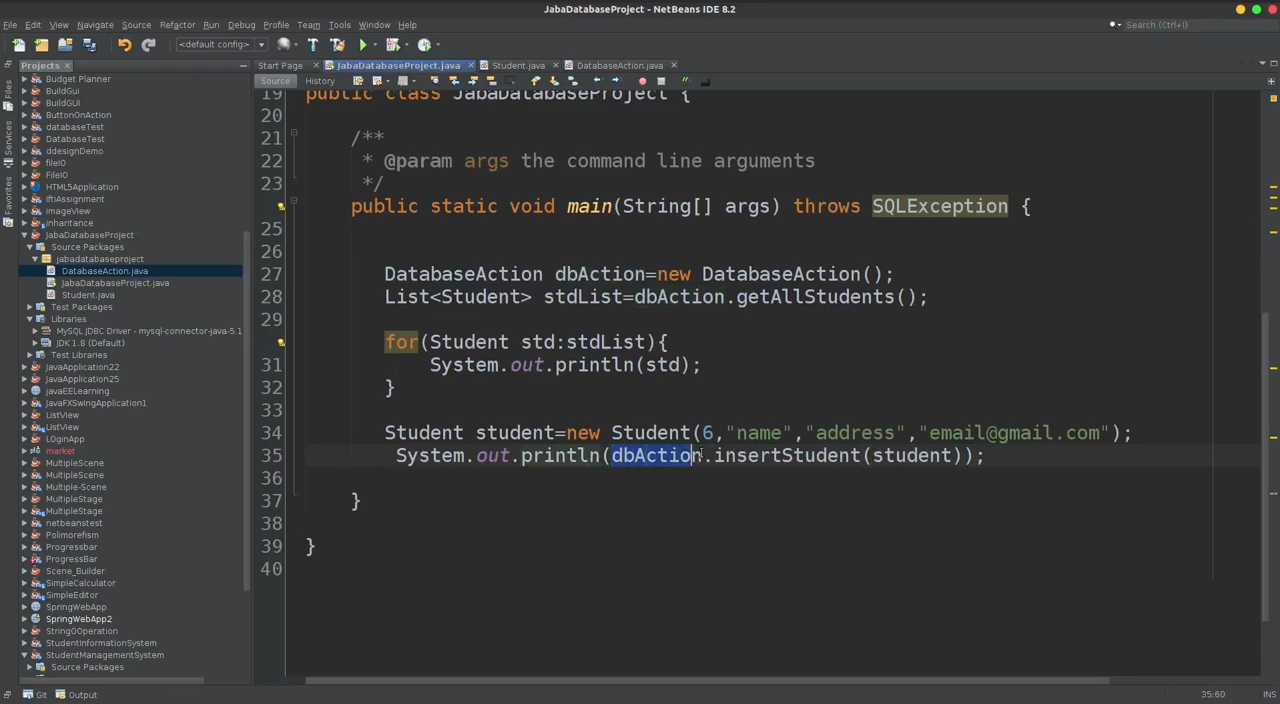 JabaDatabaseProject - NetBeans IDE 8.2
File Edit View Navigate Source Refactor Run Debug Profile Team Tools Window Help
Search (Ctrl+I)
<default config>
Projects
Start Page JabaDatabaseProject.java Student.java DatabaseAction.java
Source History
Files
Services
Favorites
Budget Planner
BuildGui
BuildGUI
ButtonOnAction
databaseTest
DatabaseTest
ddesignDemo
fileIO
FileIO
HTML5Application
IftiAssignment
imageView
inheritance
JabaDatabaseProject
Source Packages
jabadatabaseproject
DatabaseAction.java
JabaDatabaseProject.java
Student.java
Test Packages
Libraries
MySQL JDBC Driver - mysql-connector-java-5.1
JDK 1.8 (Default)
Test Libraries
JavaApplication22
JavaApplication25
javaEELearning
JavaFXSwingApplication1
ListView
ListView
LOginApp
market
MultipleScene
MultipleScene
Multiple-Scene
MultipleStage
MultipleStage
netbeanstest
Polimorefism
Progressbar
ProgressBar
Scene_Builder
SimpleCalculator
SimpleEditor
SpringWebApp
SpringWebApp2
StringOOperation
StudentInformationSystem
StudentManagementSystem
Source Packages
19 public class JabaDatabaseProject {
20
21 /**
22 * @param args the command line arguments
23 */
public static void main(String[] args) throws SQLException {
25
26
27 DatabaseAction dbAction=new DatabaseAction();
28 List<Student> stdList=dbAction.getAllStudents();
29
for(Student std:stdList){
31 System.out.println(std);
32 }
33
34 Student student=new Student(6,"name","address","email@gmail.com");
35 System.out.println(dbAction.insertStudent(student));
36
37 }
38
39 }
40
Git Output
35:60 INS